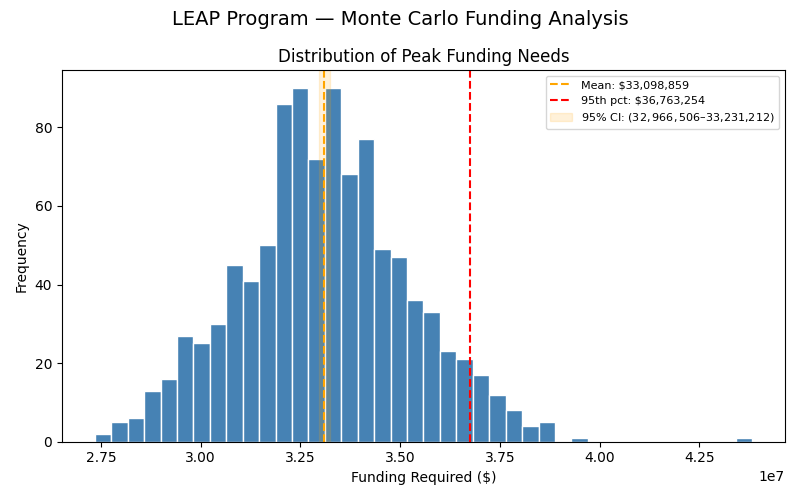 LEAP Program — Monte Carlo Funding Analysis
Distribution of Peak Funding Needs
Mean: $33,098,859
95th pct: $36,763,254
95% CI: (32,966,506–33,231,212)
Frequency
80
60
40
20
0
2.75 3.00 3.25 3.50 3.75 4.00 4.25
1e7
Funding Required ($)